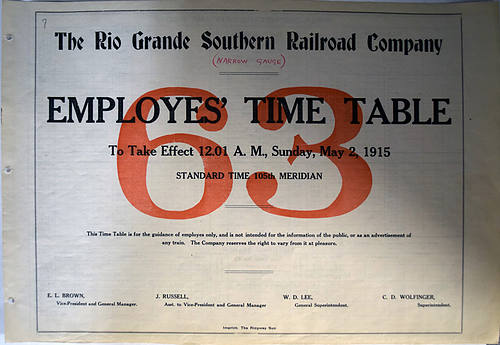 ?
The Rio Grande Southern Railroad Company
(NARROW GAUGE)
EMPLOYES' TIME TABLE
63
To Take Effect 12.01 A. M., Sunday, May 2, 1915
STANDARD TIME 105th MERIDIAN
This Time Table is for the guidance of employes only, and is not intended for the information of the public, or as an advertisement of
any train. The Company reserves the right to vary from it at pleasure.
E. L. BROWN, J. RUSSELL, W. D. LEE, C. D. WOLFINGER,
Vice-President and General Manager. Asst. to Vice-President and General Manager General Superintendent. Superintendent.
Imprint: The Ridgway Sun